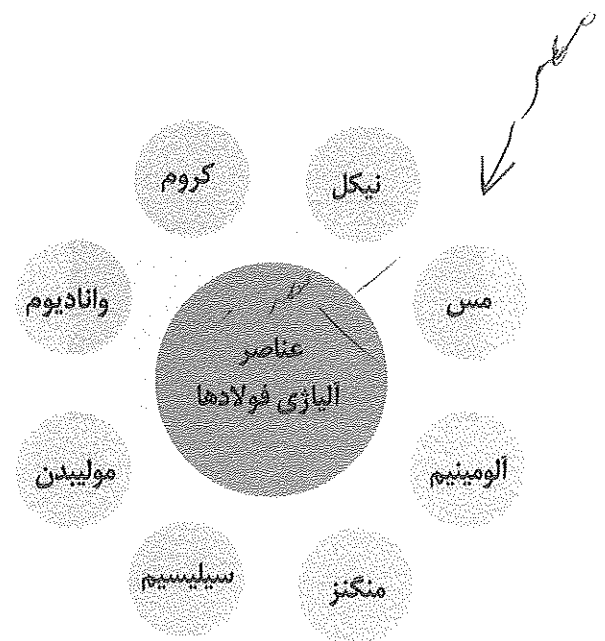 کروم
نیکل
وانادیوم
مس
عناصر
آلیاژی فولادها
مولیبدن
آلومینیم
سیلیسیم
منگنز